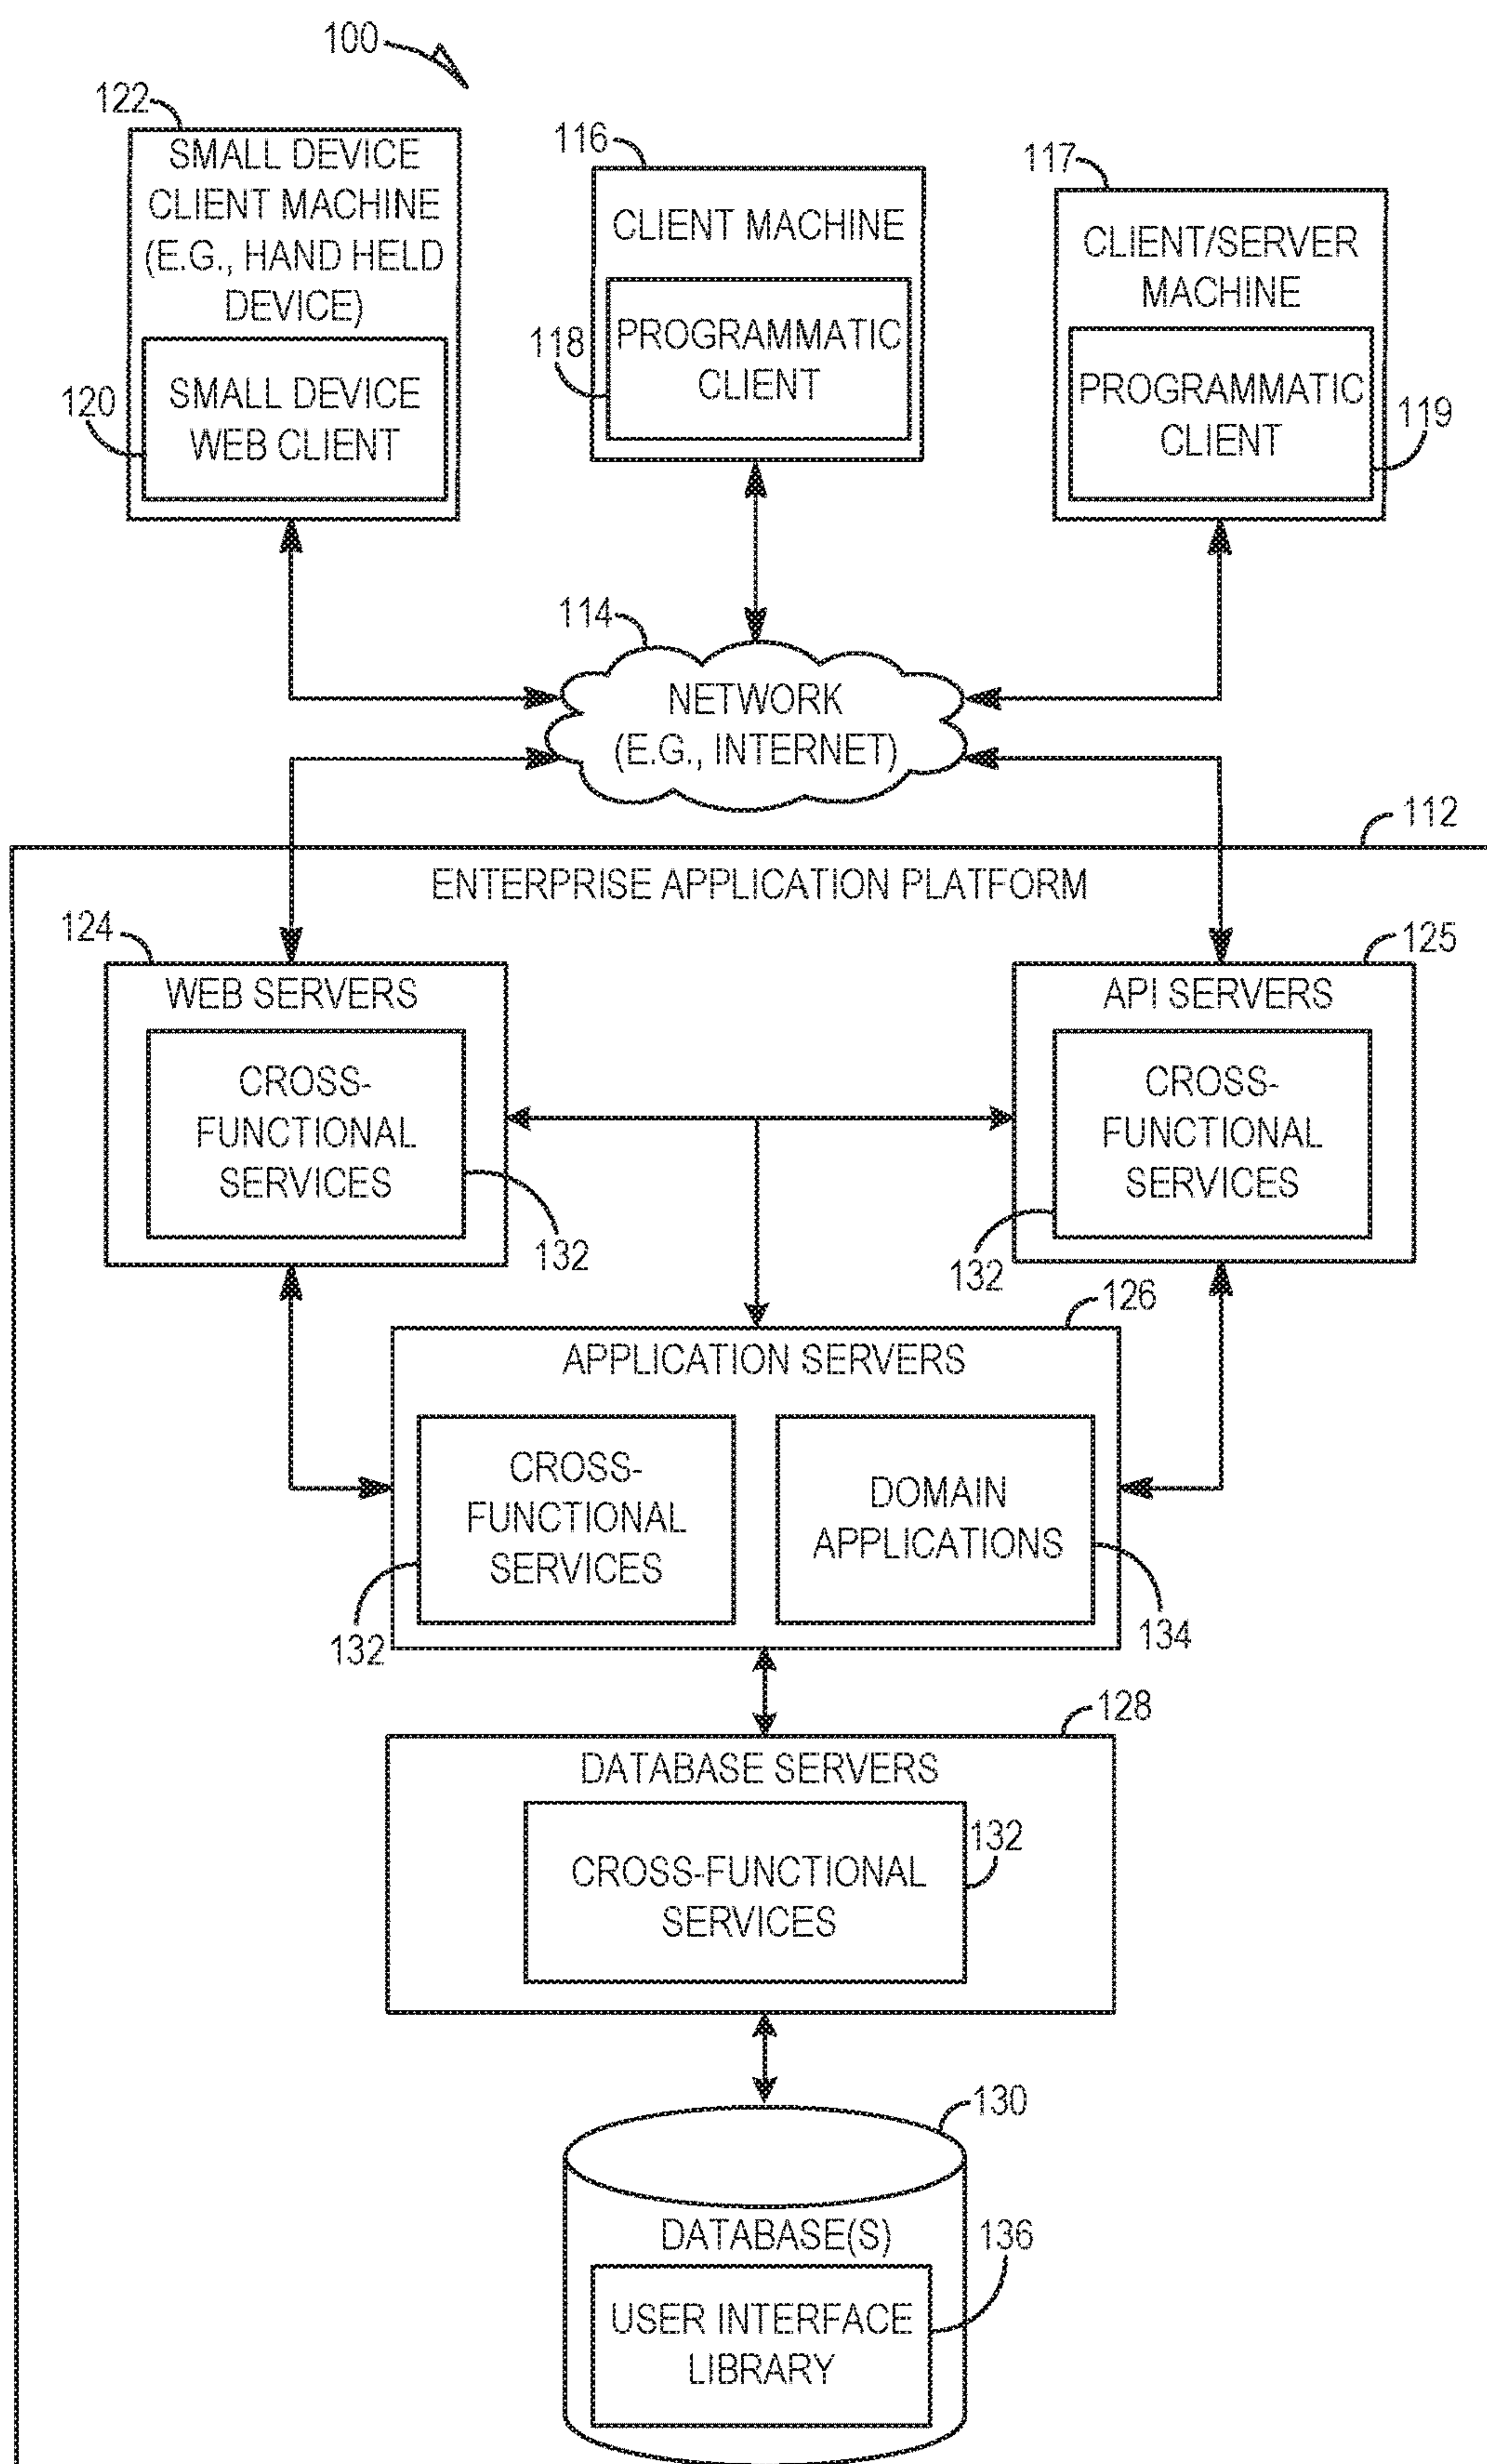 100
122
SMALL DEVICE
CLIENT MACHINE
(E.G., HAND HELD
DEVICE)
120
SMALL DEVICE
WEB CLIENT
116
CLIENT MACHINE
118
PROGRAMMATIC
CLIENT
117
CLIENT/SERVER
MACHINE
PROGRAMMATIC
CLIENT
119
114
NETWORK
(E.G., INTERNET)
112
ENTERPRISE APPLICATION PLATFORM
124
WEB SERVERS
CROSS-
FUNCTIONAL
SERVICES
132
125
API SERVERS
CROSS-
FUNCTIONAL
SERVICES
132
126
APPLICATION SERVERS
CROSS-
FUNCTIONAL
SERVICES
132
DOMAIN
APPLICATIONS
134
128
DATABASE SERVERS
132
CROSS-FUNCTIONAL
SERVICES
130
DATABASE(S)
136
USER INTERFACE
LIBRARY